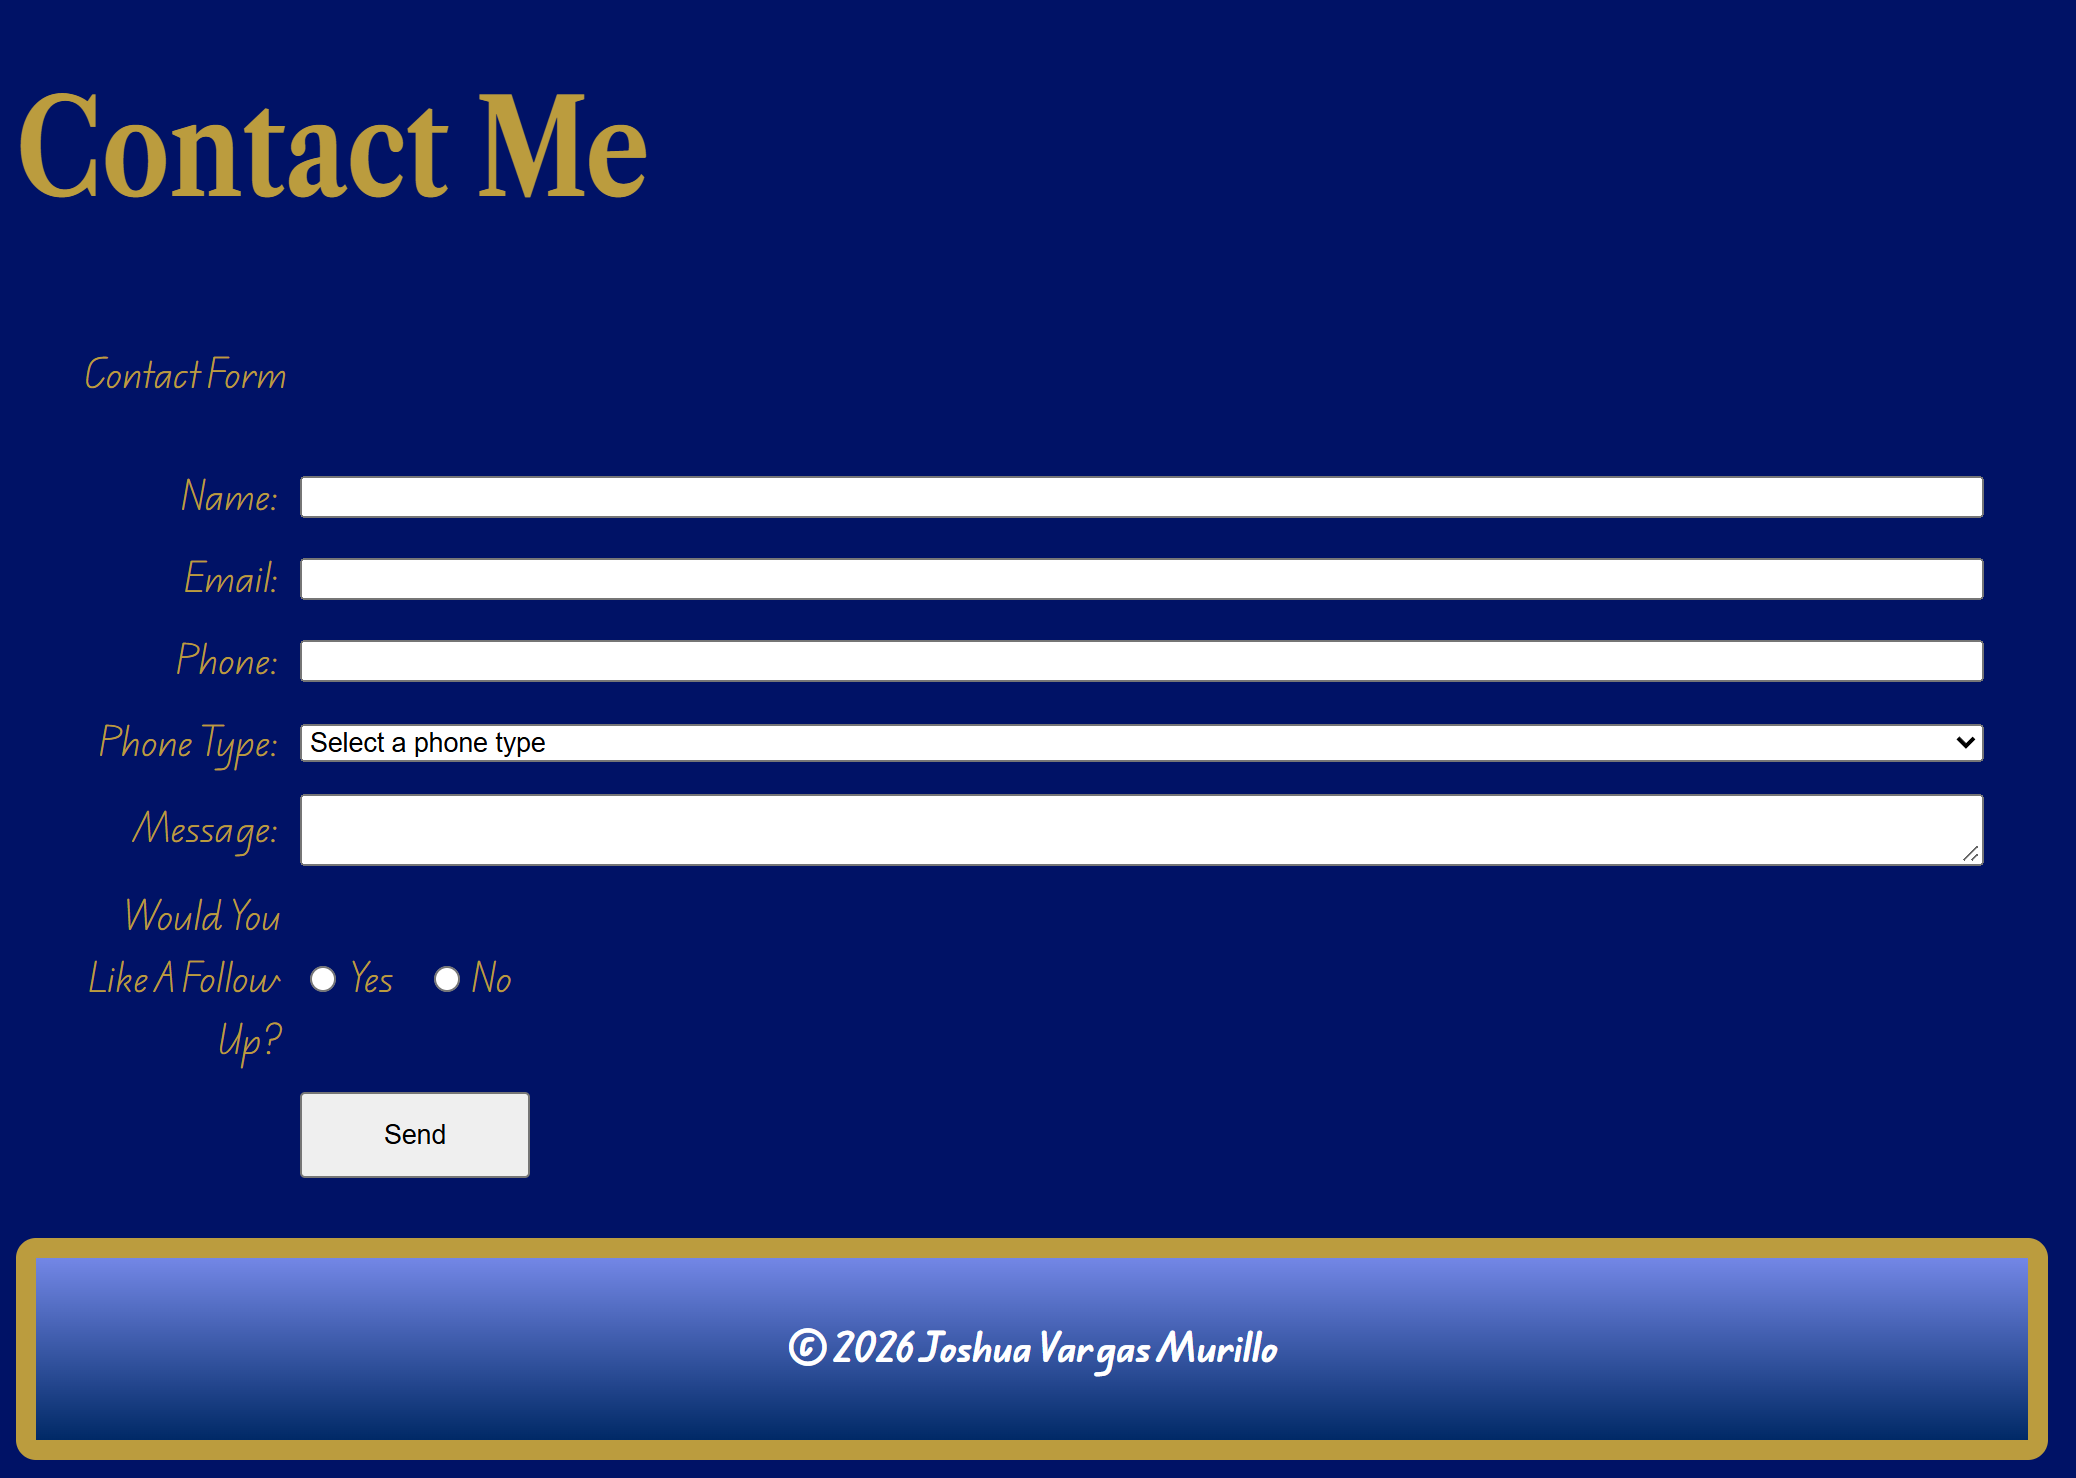 Contact Me
Contact Form
Name:
Email:
Phone:
Phone Type: Select a phone type
Message:
Would You
Like A Follow
Up?
Yes No
Send
© 2026 Joshua Vargas Murillo